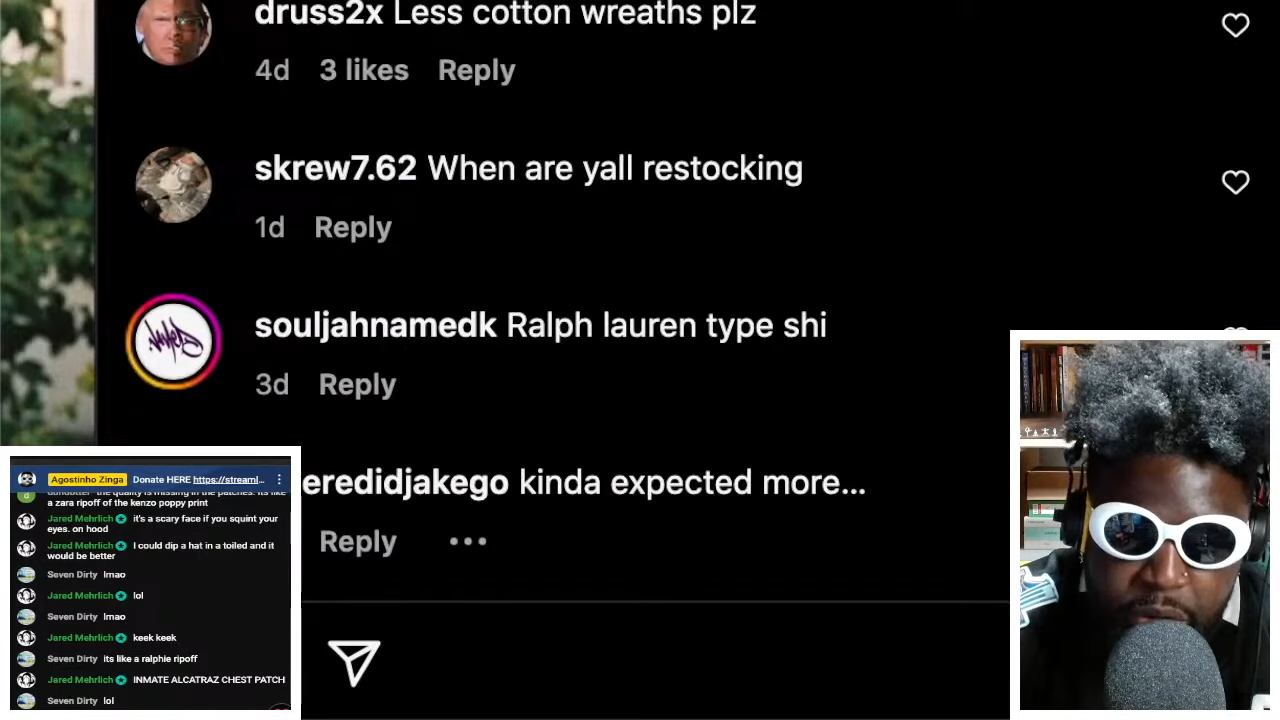 druss2x Less cotton wreaths plz
4d 3 likes Reply
skrew7.62 When are yall restocking
1d Reply
souljahnamedk Ralph lauren type shi
3d Reply
eredidjakego kinda expected more...
Reply •••
Agostinho Zinga Donate HERE https://streaml...
the quality is missing in the patches. its like
a zara ripoff of the kenzo poppy print
Jared Mehrlich it's a scary face if you squint your
eyes. on hood
Jared Mehrlich I could dip a hat in a toiled and it
would be better
Seven Dirty lmao
Jared Mehrlich lol
Seven Dirty lmao
Jared Mehrlich keek keek
Seven Dirty its like a ralphie ripoff
Jared Mehrlich INMATE ALCATRAZ CHEST PATCH
Seven Dirty lol